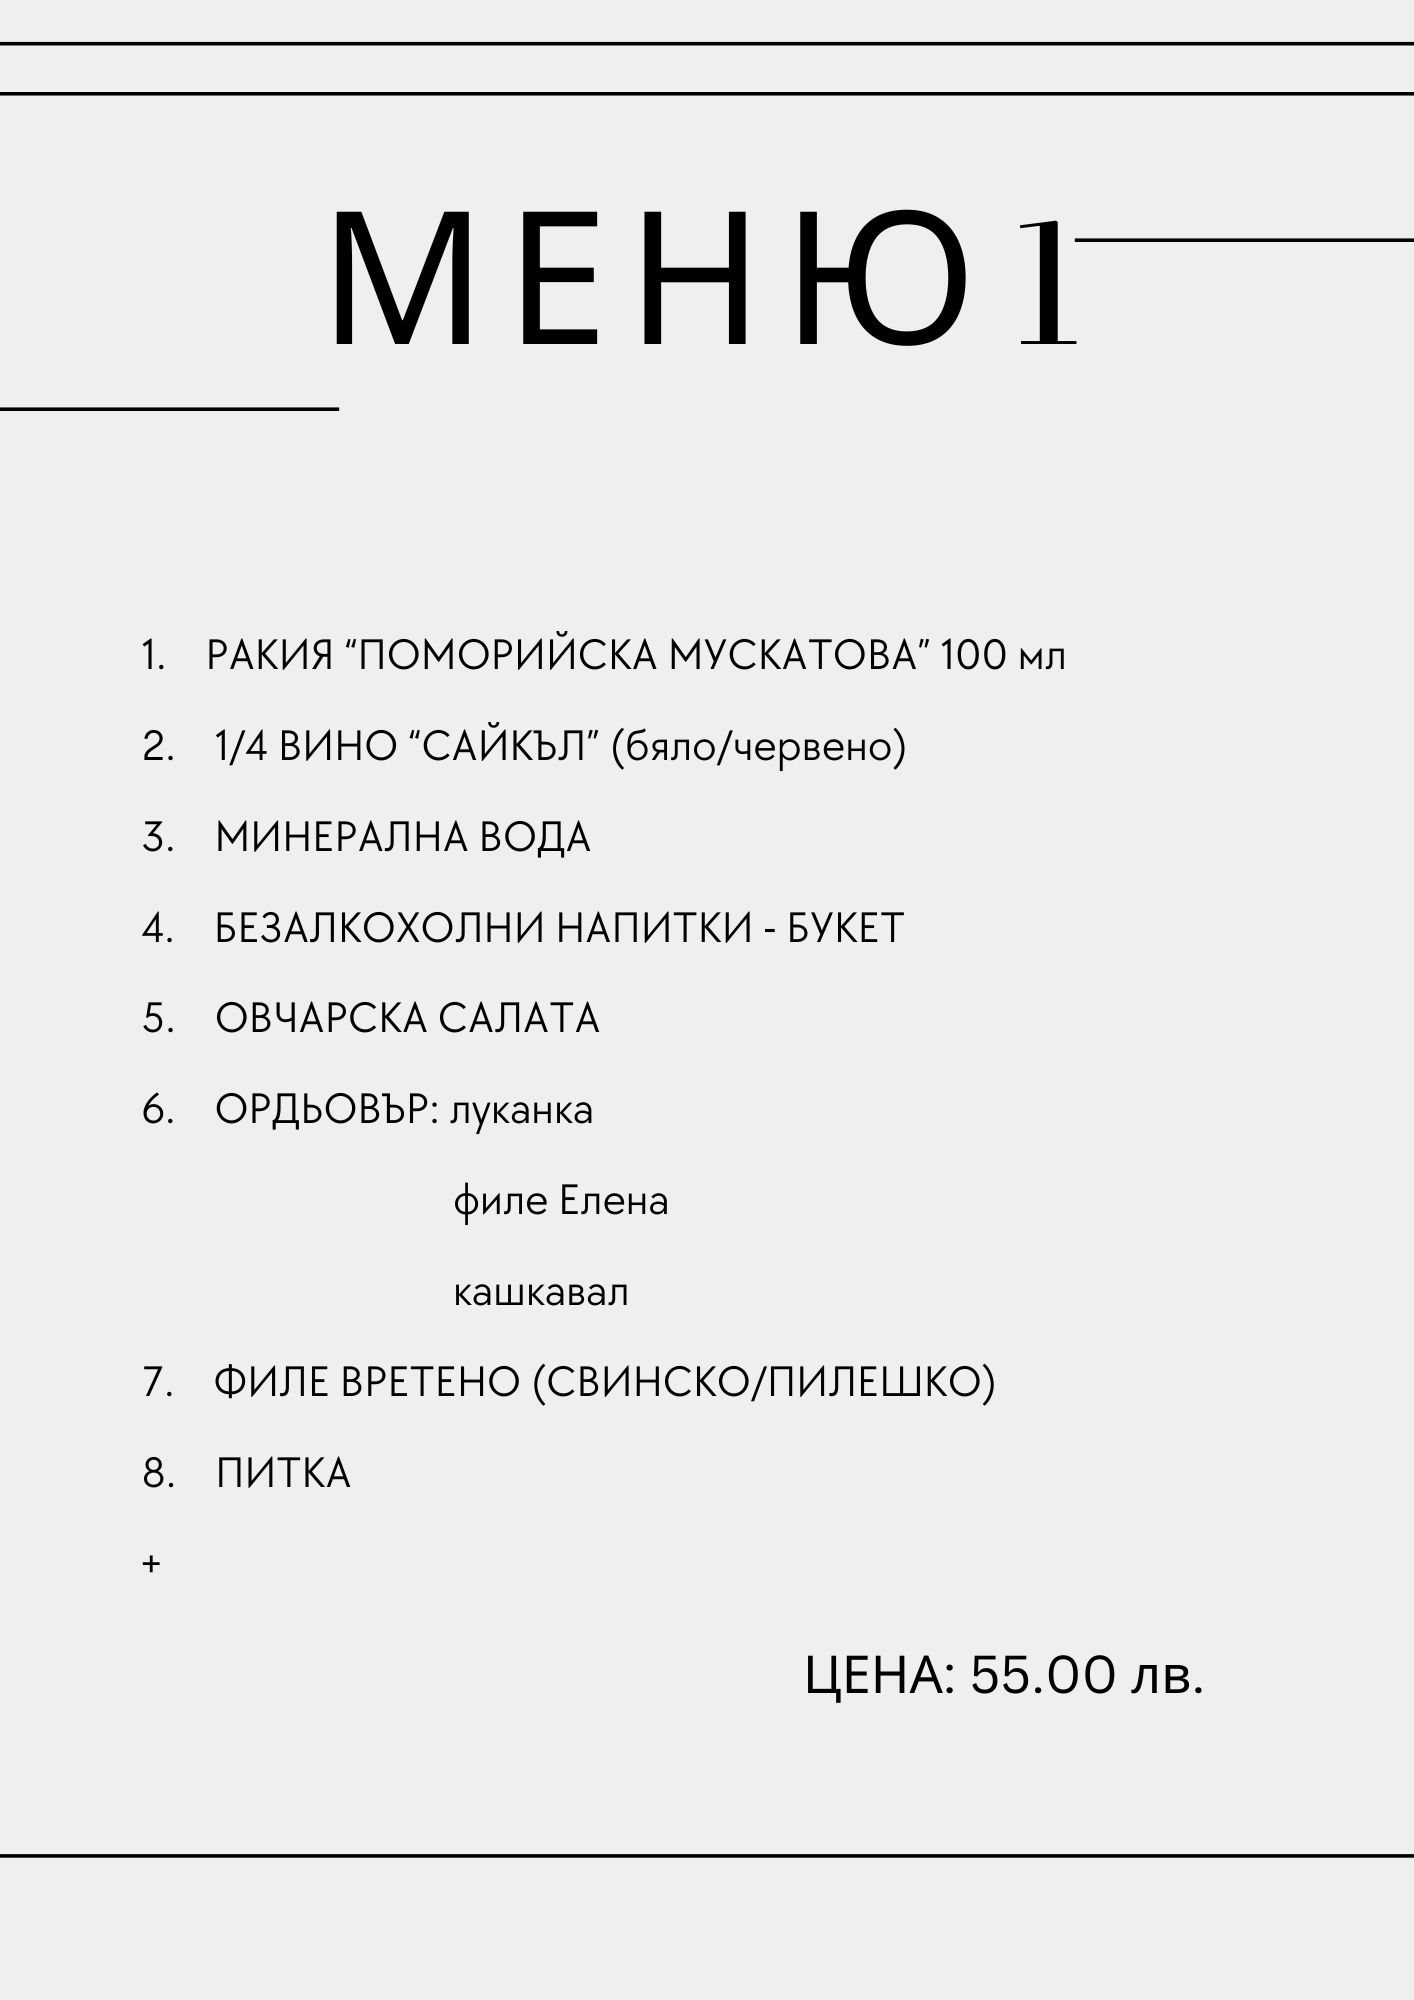 МЕНЮ 1
1. РАКИЯ “ПОМОРИЙСКА МУСКАТОВА” 100 мл
2. 1/4 ВИНО “САЙКЪЛ” (бяло/червено)
3. МИНЕРАЛНА ВОДА
4. БЕЗАЛКОХОЛНИ НАПИТКИ - БУКЕТ
5. ОВЧАРСКА САЛАТА
6. ОРДЬОВЪР: луканка
филе Елена
кашкавал
7. ФИЛЕ ВРЕТЕНО (СВИНСКО/ПИЛЕШКО)
8. ПИТКА
+
ЦЕНА: 55.00 лв.